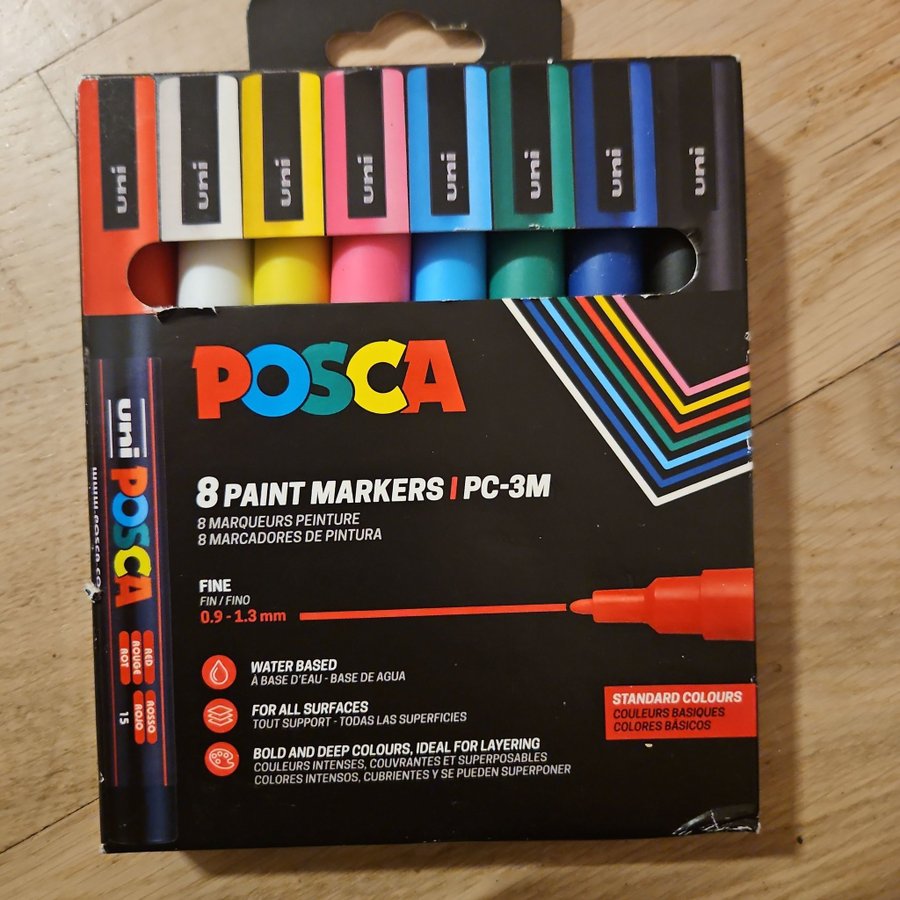 uni
uni
uni
uni
uni
uni
uni
uni
POSCA
8 PAINT MARKERS | PC-3M
8 MARQUEURS PEINTURE
8 MARCADORES DE PINTURA
FINE
FIN / FINO
0.9 - 1.3 mm
WATER BASED
À BASE D'EAU - BASE DE AGUA
FOR ALL SURFACES
TOUT SUPPORT - TODAS LAS SUPERFICIES
BOLD AND DEEP COLOURS, IDEAL FOR LAYERING
COULEURS INTENSES, COUVRANTES ET SUPERPOSABLES
COLORES INTENSOS, CUBRIENTES Y SE PUEDEN SUPERPONER
STANDARD COLOURS
COULEURS BASIQUES
COLORES BÁSICOS
uni POSCA
RED ROSSO
ROUGE ROJO
ROT 15